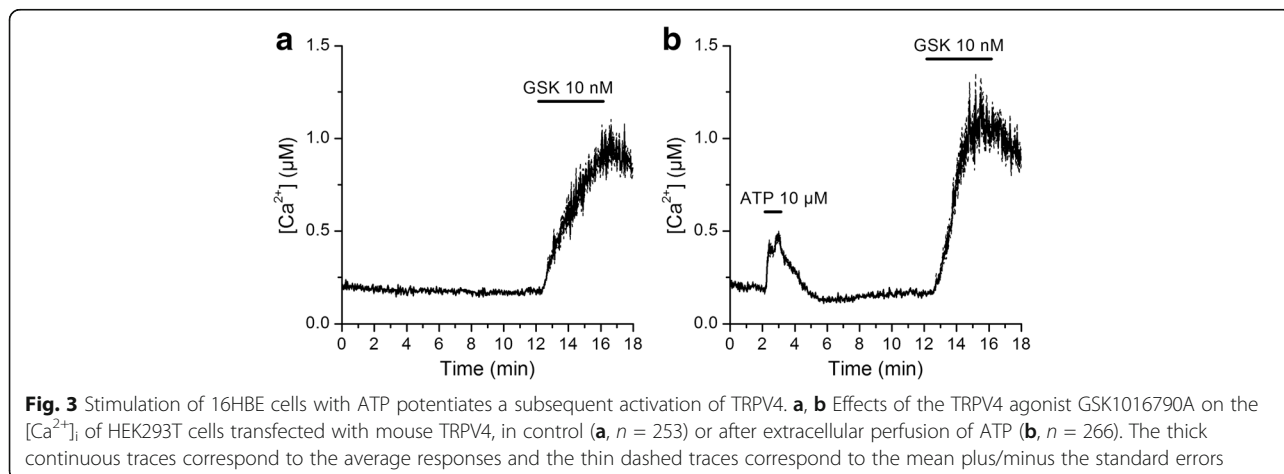 a
b
1.5
1.0
0.5
0.0
[Ca²⁺] (µM)
GSK 10 nM
0 2 4 6 8 10 12 14 16 18
Time (min)
1.5
1.0
0.5
0.0
[Ca²⁺] (µM)
GSK 10 nM
ATP 10 µM
0 2 4 6 8 10 12 14 16 18
Time (min)
Fig. 3 Stimulation of 16HBE cells with ATP potentiates a subsequent activation of TRPV4. a, b Effects of the TRPV4 agonist GSK1016790A on the
[Ca²⁺]ᵢ of HEK293T cells transfected with mouse TRPV4, in control (a, n = 253) or after extracellular perfusion of ATP (b, n = 266). The thick
continuous traces correspond to the average responses and the thin dashed traces correspond to the mean plus/minus the standard errors